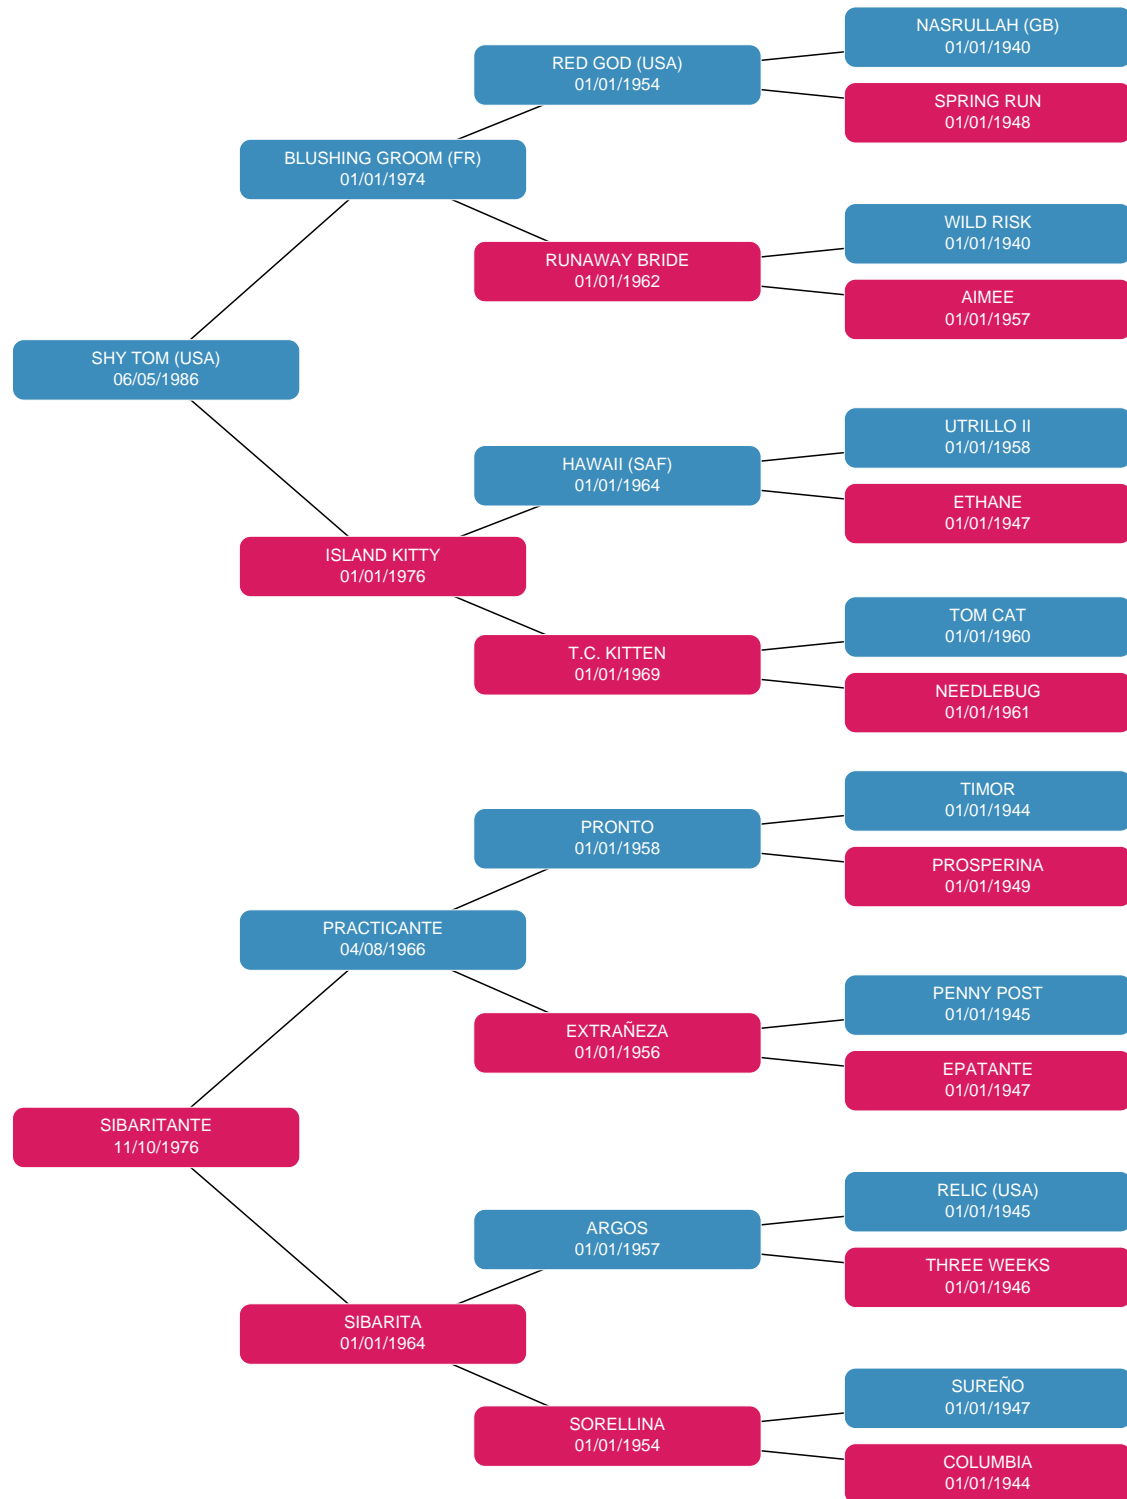 NASRULLAH (GB)
01/01/1940
RED GOD (USA)
01/01/1954
SPRING RUN
01/01/1948
BLUSHING GROOM (FR)
01/01/1974
WILD RISK
01/01/1940
RUNAWAY BRIDE
01/01/1962
AIMEE
01/01/1957
SHY TOM (USA)
06/05/1986
UTRILLO II
01/01/1958
HAWAII (SAF)
01/01/1964
ETHANE
01/01/1947
ISLAND KITTY
01/01/1976
TOM CAT
01/01/1960
T.C. KITTEN
01/01/1969
NEEDLEBUG
01/01/1961
TIMOR
01/01/1944
PRONTO
01/01/1958
PROSPERINA
01/01/1949
PRACTICANTE
04/08/1966
PENNY POST
01/01/1945
EXTRAÑEZA
01/01/1956
EPATANTE
01/01/1947
SIBARITANTE
11/10/1976
RELIC (USA)
01/01/1945
ARGOS
01/01/1957
THREE WEEKS
01/01/1946
SIBARITA
01/01/1964
SUREÑO
01/01/1947
SORELLINA
01/01/1954
COLUMBIA
01/01/1944